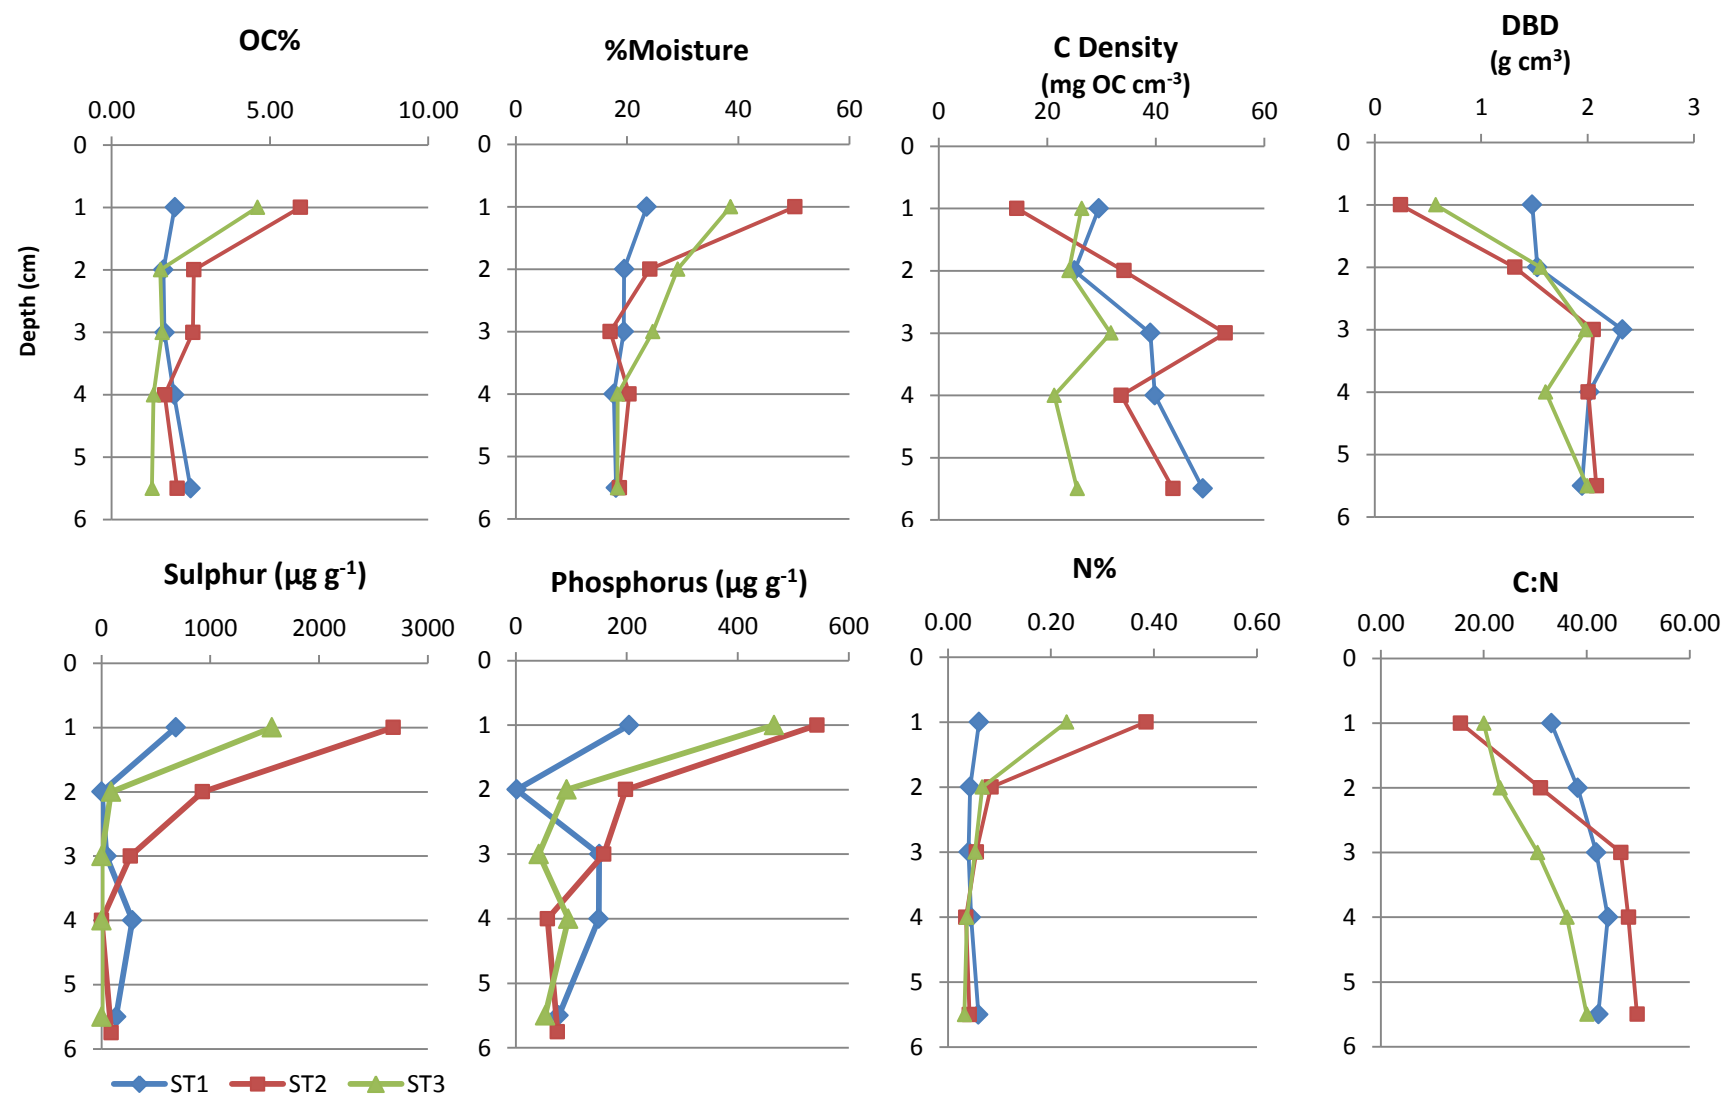 OC%
0.00 5.00 10.00
0
1
2
3
4
5
6
Depth (cm)
%Moisture
0 20 40 60
0
1
2
3
4
5
6
C Density
(mg OC cm-3)
0 20 40 60
0
1
2
3
4
5
6
DBD
(g cm3)
0 1 2 3
0
1
2
3
4
5
6
Sulphur (µg g-1)
0 1000 2000 3000
0
1
2
3
4
5
6
Phosphorus (µg g-1)
0 200 400 600
0
1
2
3
4
5
6
N%
0.00 0.20 0.40 0.60
0
1
2
3
4
5
6
C:N
0.00 20.00 40.00 60.00
0
1
2
3
4
5
6
ST1 ST2 ST3